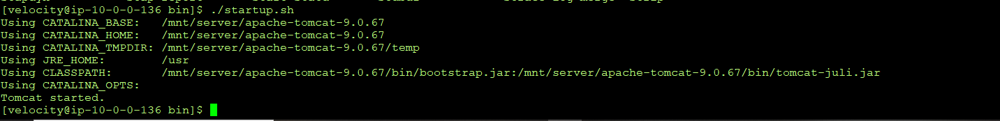 [velocity@ip-10-0-0-136 bin]$ ./startup.sh
Using CATALINA_BASE:   /mnt/server/apache-tomcat-9.0.67
Using CATALINA_HOME:   /mnt/server/apache-tomcat-9.0.67
Using CATALINA_TMPDIR: /mnt/server/apache-tomcat-9.0.67/temp
Using JRE_HOME:        /usr
Using CLASSPATH:       /mnt/server/apache-tomcat-9.0.67/bin/bootstrap.jar:/mnt/server/apache-tomcat-9.0.67/bin/tomcat-juli.jar
Using CATALINA_OPTS:
Tomcat started.
[velocity@ip-10-0-0-136 bin]$